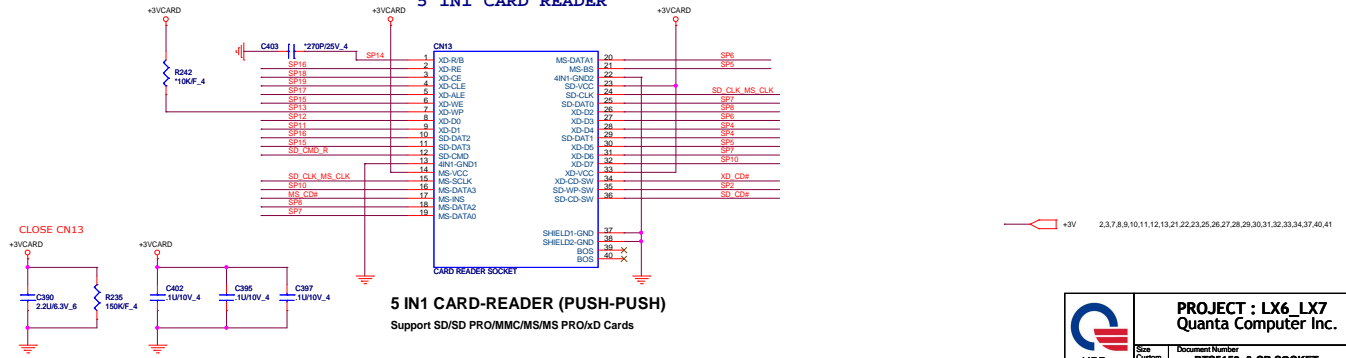 5 IN1 CARD READER
+3VCARD
+3VCARD
+3VCARD
C403 *270P/25V_4
CN13
R242
*10K/F_4
SP14 1 XD-R/B
SP16 2 XD-RE
SP18 3 XD-CE
SP19 4 XD-CLE
SP17 5 XD-ALE
SP15 6 XD-WE
SP13 7 XD-WP
SP12 8 XD-D0
SP11 9 XD-D1
SP16 10 SD-DAT2
SP15 11 SD-DAT3
SD_CMD_R 12 SD-CMD
13 4IN1-GND1
14 MS-VCC
SD_CLK_MS_CLK 15 MS-SCLK
SP10 16 MS-DATA3
MS_CD# 17 MS-INS
SP8 18 MS-DATA2
SP7 19 MS-DATA0
MS-DATA1 20 SP6
MS-BS 21 SP5
4IN1-GND2 22
SD-VCC 23
SD-CLK 24 SD_CLK_MS_CLK
SD-DAT0 25 SP7
XD-D2 26 SP8
XD-D3 27 SP6
XD-D4 28 SP4
SD-DAT1 29 SP4
XD-D5 30 SP5
XD-D6 31 SP7
XD-D7 32 SP10
XD-VCC 33
XD-CD-SW 34 XD_CD#
SD-WP-SW 35 SP2
SD-CD-SW 36 SD_CD#
SHIELD1-GND 37
SHIELD2-GND 38
BOS 39
BOS 40
CARD READER SOCKET
+3V 2,3,7,8,9,10,11,12,13,21,22,23,25,26,27,28,29,30,31,32,33,34,37,40,41
CLOSE CN13
+3VCARD
+3VCARD
C390
2.2U/6.3V_6
R235
150K/F_4
C402
.1U/10V_4
C395
.1U/10V_4
C397
.1U/10V_4
5 IN1 CARD-READER (PUSH-PUSH)
Support SD/SD PRO/MMC/MS/MS PRO/xD Cards
PROJECT : LX6_LX7
Quanta Computer Inc.
Size
Document Number